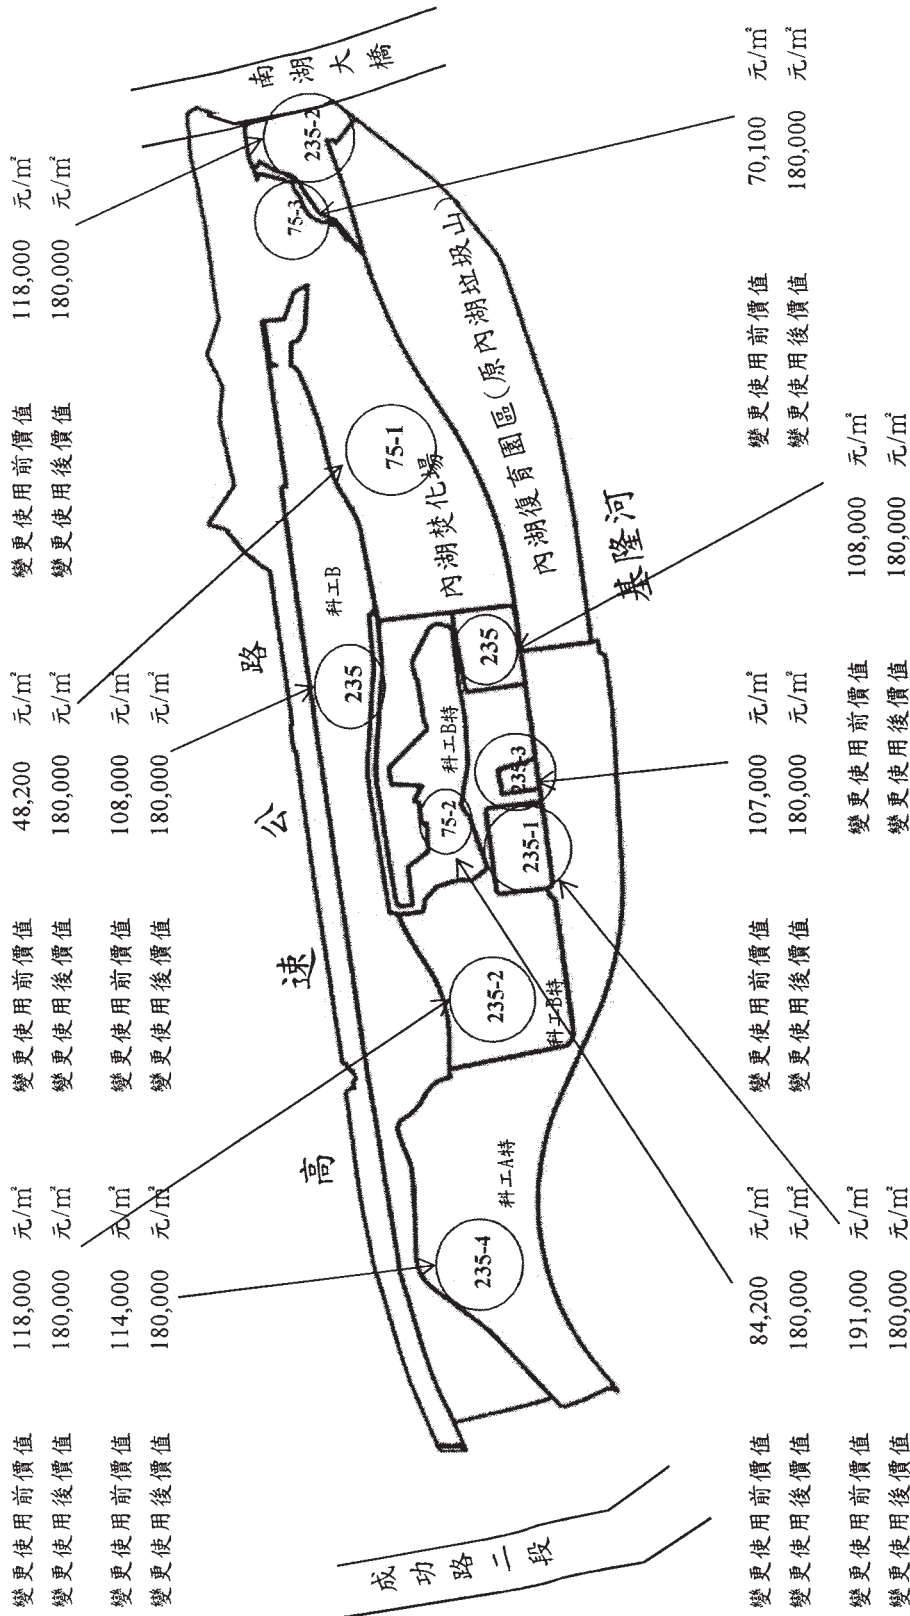 變更使用前價值 118,000 元/㎡
變更使用後價值 180,000 元/㎡
變更使用前價值 114,000 元/㎡
變更使用後價值 180,000 元/㎡
變更使用前價值 48,200 元/㎡
變更使用後價值 180,000 元/㎡
變更使用前價值 108,000 元/㎡
變更使用後價值 180,000 元/㎡
變更使用前價值 118,000 元/㎡
變更使用後價值 180,000 元/㎡
南湖大橋
高速公路
成功路二段
235-2
75-3
75-1
內湖焚化場
內湖復育園區(原內湖垃圾山)
基隆河
科工B
235
235
科工B特
75-2
235-3
235-1
235-2
科工B特
科工A特
235-4
變更使用前價值 84,200 元/㎡
變更使用後價值 180,000 元/㎡
變更使用前價值 191,000 元/㎡
變更使用後價值 180,000 元/㎡
變更使用前價值 107,000 元/㎡
變更使用後價值 180,000 元/㎡
變更使用前價值 108,000 元/㎡
變更使用後價值 180,000 元/㎡
變更使用前價值 70,100 元/㎡
變更使用後價值 180,000 元/㎡